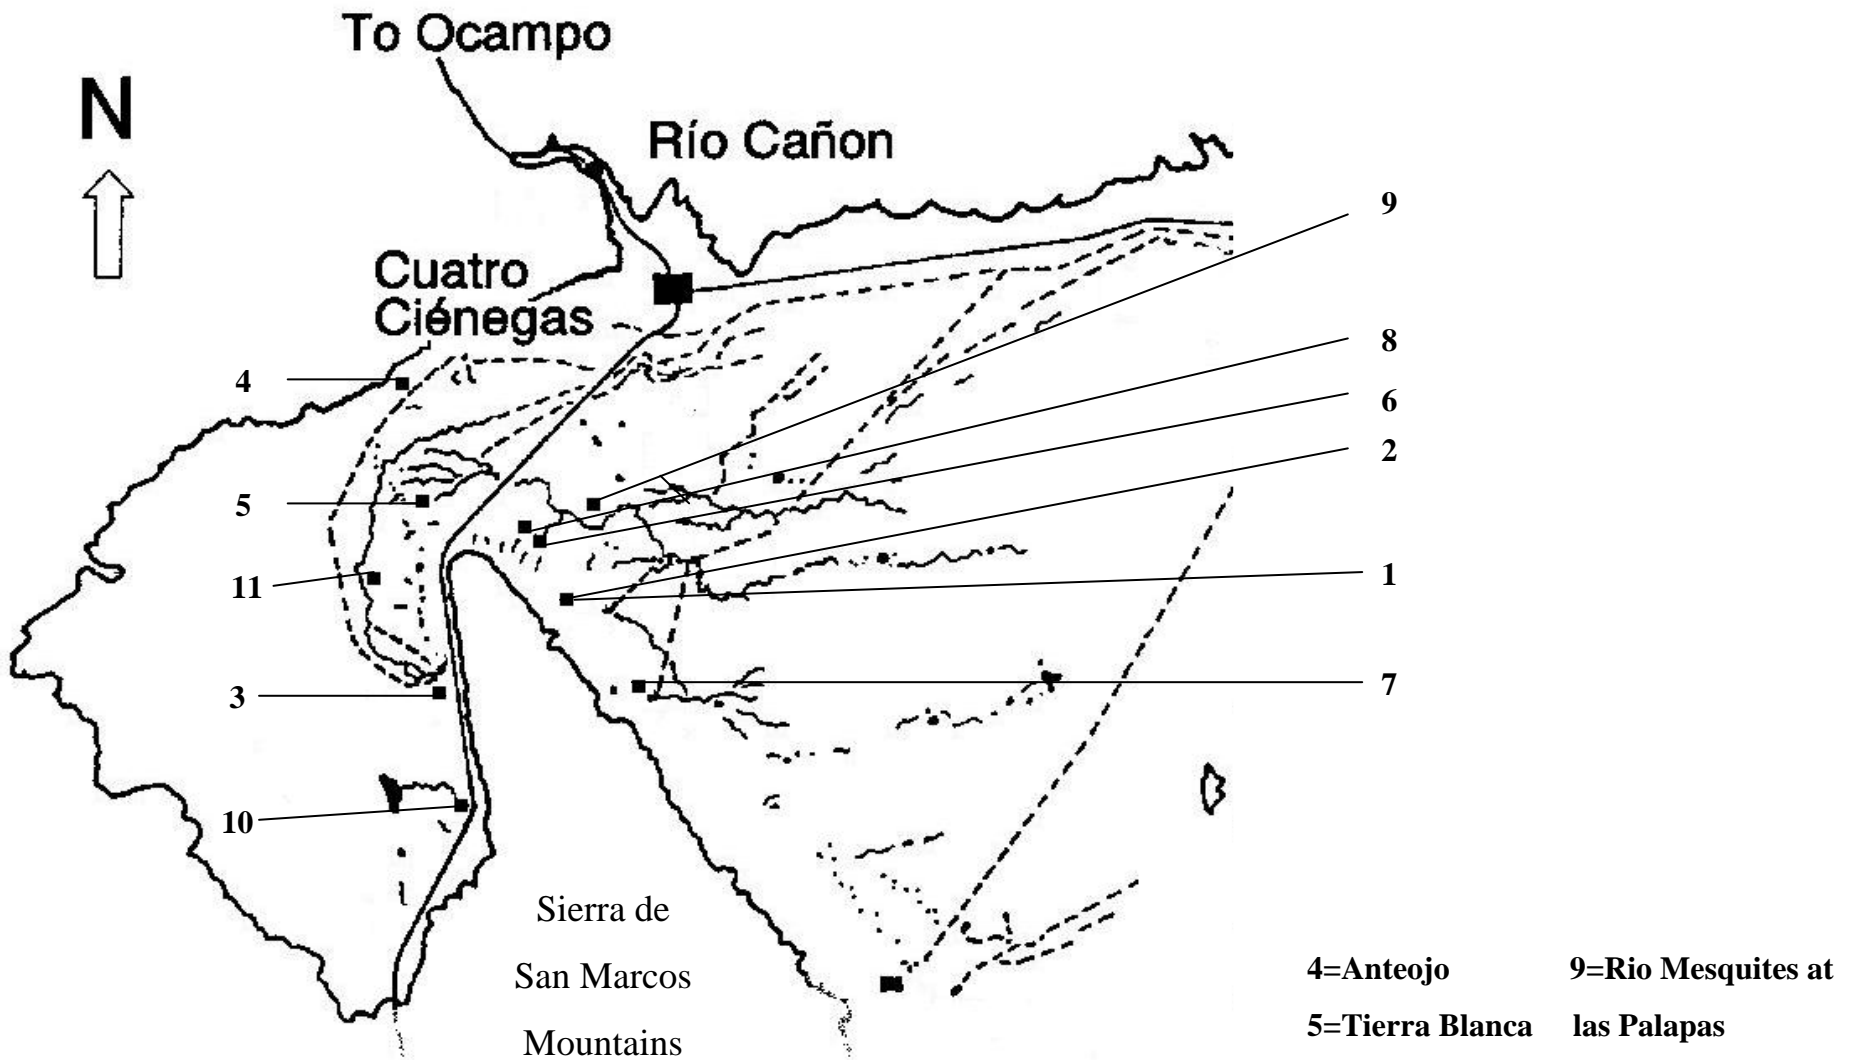 To Ocampo
N
Río Cañon
9
Cuatro
Ciénegas
8
4
6
2
5
1
11
7
3
10
Sierra de
San Marcos
Mountains
4=Anteojo 9=Rio Mesquites at
5=Tierra Blanca las Palapas